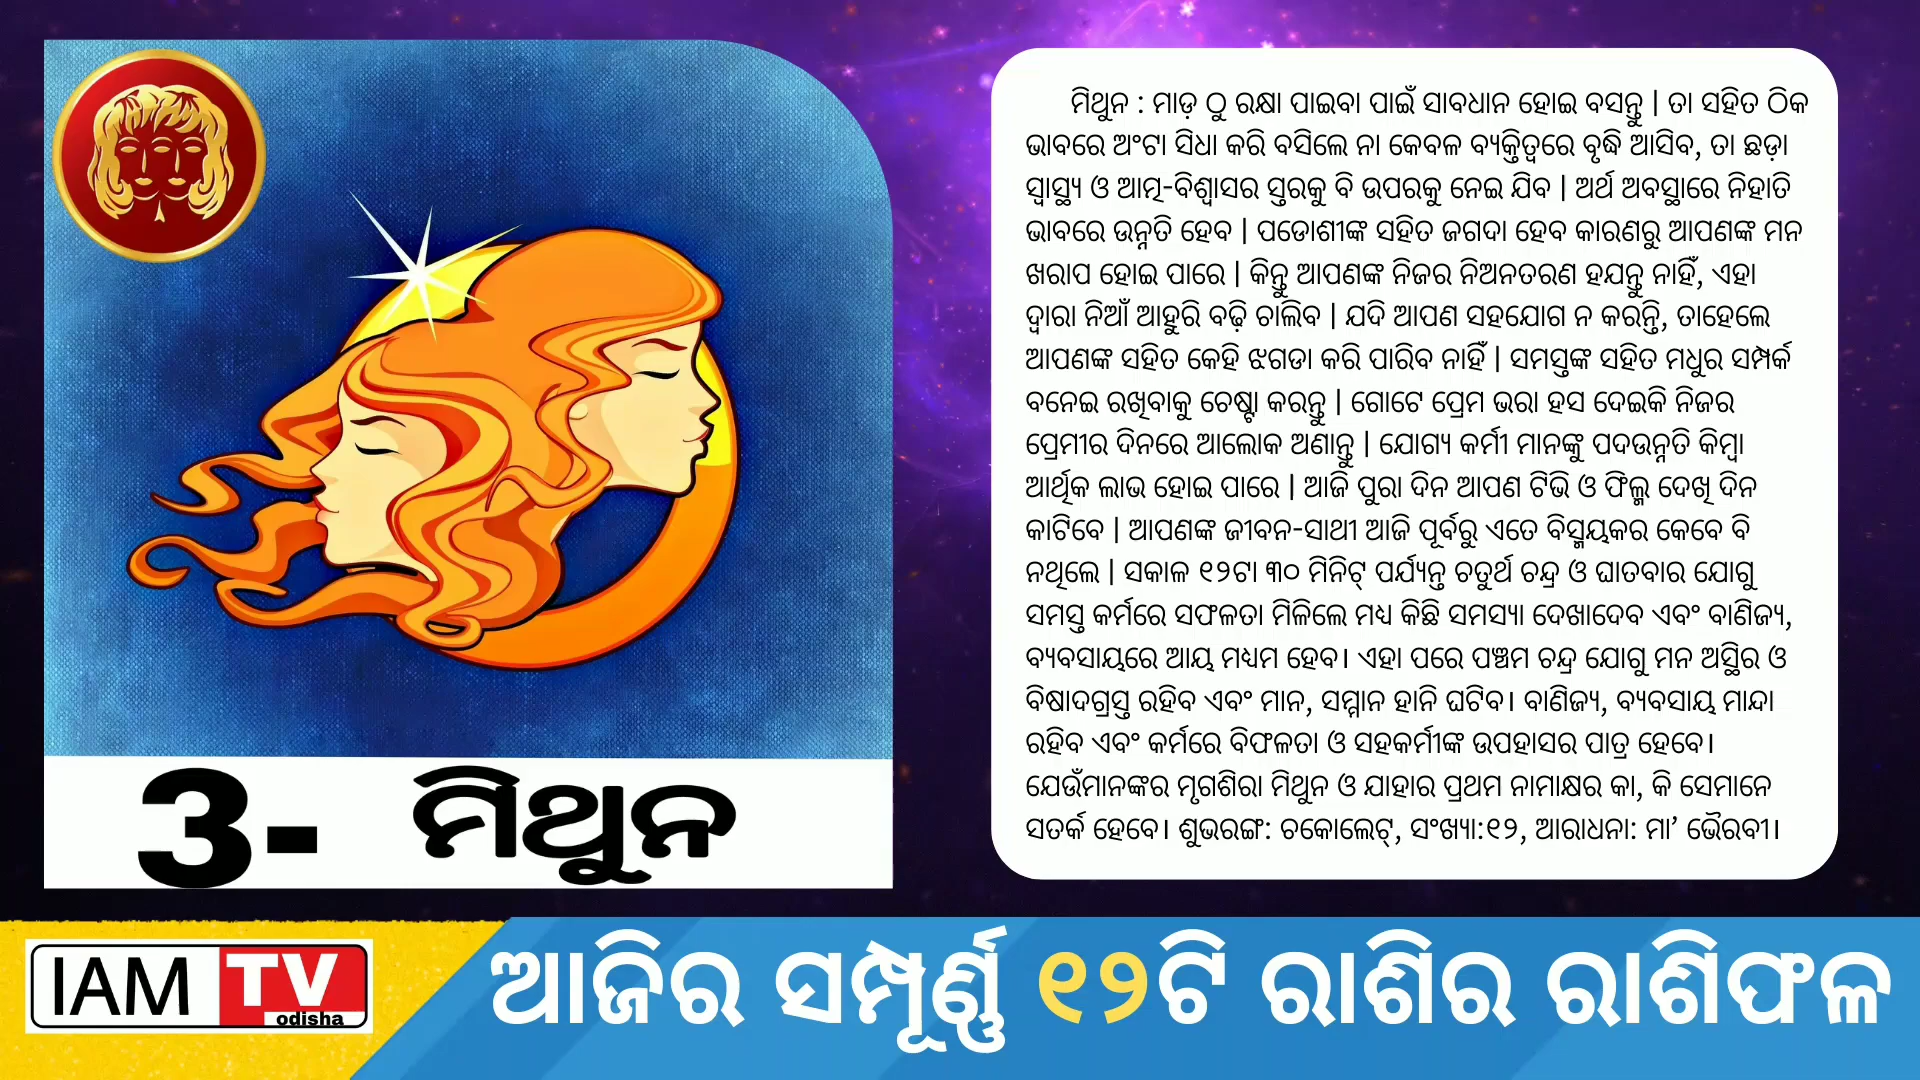 ମିଥୁନ : ମାଡ଼ ଠୁ ରକ୍ଷା ପାଇବା ପାଇଁ ସାବଧାନ ହୋଇ ବସନ୍ତୁ | ତା ସହିତ ଠିକ
ଭାବରେ ଅଂଟା ସିଧା କରି ବସିଲେ ନା କେବଳ ବ୍ୟକ୍ତିତ୍ୱରେ ବୃଦ୍ଧି ଆସିବ, ତା ଛଡ଼ା
ସ୍ୱାସ୍ଥ୍ୟ ଓ ଆତ୍ମ-ବିଶ୍ୱାସର ସ୍ତରକୁ ବି ଉପରକୁ ନେଇ ଯିବ | ଅର୍ଥ ଅବସ୍ଥାରେ ନିହାତି
ଭାବରେ ଉନ୍ନତି ହେବ | ପଡୋଶୀଙ୍କ ସହିତ ଜଗଦା ହେବ କାରଣରୁ ଆପଣଙ୍କ ମନ
ଖରାପ ହୋଇ ପାରେ | କିନ୍ତୁ ଆପଣଙ୍କ ନିଜର ନିଅନତରଣ ହଯନ୍ତୁ ନାହିଁ, ଏହା
ଦ୍ୱାରା ନିଆଁ ଆହୁରି ବଢ଼ି ଚାଲିବ | ଯଦି ଆପଣ ସହଯୋଗ ନ କରନ୍ତି, ତାହେଲେ
ଆପଣଙ୍କ ସହିତ କେହି ଝଗଡା କରି ପାରିବ ନାହିଁ | ସମସ୍ତଙ୍କ ସହିତ ମଧୁର ସମ୍ପର୍କ
ବନେଇ ରଖିବାକୁ ଚେଷ୍ଟା କରନ୍ତୁ | ଗୋଟେ ପ୍ରେମ ଭରା ହସ ଦେଇକି ନିଜର
ପ୍ରେମୀର ଦିନରେ ଆଲୋକ ଅଣାନ୍ତୁ | ଯୋଗ୍ୟ କର୍ମୀ ମାନଙ୍କୁ ପଦଉନ୍ନତି କିମ୍ବା
ଆର୍ଥିକ ଲାଭ ହୋଇ ପାରେ | ଆଜି ପୁରା ଦିନ ଆପଣ ଟିଭି ଓ ଫିଲ୍ମ ଦେଖି ଦିନ
କାଟିବେ | ଆପଣଙ୍କ ଜୀବନ-ସାଥୀ ଆଜି ପୂର୍ବରୁ ଏତେ ବିସ୍ମୟକର କେବେ ବି
ନଥିଲେ | ସକାଳ ୧୨ଟା ୩୦ ମିନିଟ୍ ପର୍ଯ୍ୟନ୍ତ ଚତୁର୍ଥ ଚନ୍ଦ୍ର ଓ ଘାତବାର ଯୋଗୁ
ସମସ୍ତ କର୍ମରେ ସଫଳତା ମିଳିଲେ ମଧ୍ୟ କିଛି ସମସ୍ୟା ଦେଖାଦେବ ଏବଂ ବାଣିଜ୍ୟ,
ବ୍ୟବସାୟରେ ଆୟ ମଧ୍ୟମ ହେବ। ଏହା ପରେ ପଞ୍ଚମ ଚନ୍ଦ୍ର ଯୋଗୁ ମନ ଅସ୍ଥିର ଓ
ବିଷାଦଗ୍ରସ୍ତ ରହିବ ଏବଂ ମାନ, ସମ୍ମାନ ହାନି ଘଟିବ। ବାଣିଜ୍ୟ, ବ୍ୟବସାୟ ମାନ୍ଦା
ରହିବ ଏବଂ କର୍ମରେ ବିଫଳତା ଓ ସହକର୍ମୀଙ୍କ ଉପହାସର ପାତ୍ର ହେବେ।
ଯେଉଁମାନଙ୍କର ମୃଗଶିରା ମିଥୁନ ଓ ଯାହାର ପ୍ରଥମ ନାମାକ୍ଷର କା, କି ସେମାନେ
ସତର୍କ ହେବେ। ଶୁଭରଙ୍ଗ: ଚକୋଲେଟ୍, ସଂଖ୍ୟା:୧୨, ଆରାଧନା: ମା’ ଭୈରବୀ।
3- ମିଥୁନ
IAM TV odisha
ଆଜିର ସମ୍ପୂର୍ଣ୍ଣ ୧୨ଟି ରାଶିର ରାଶିଫଳ